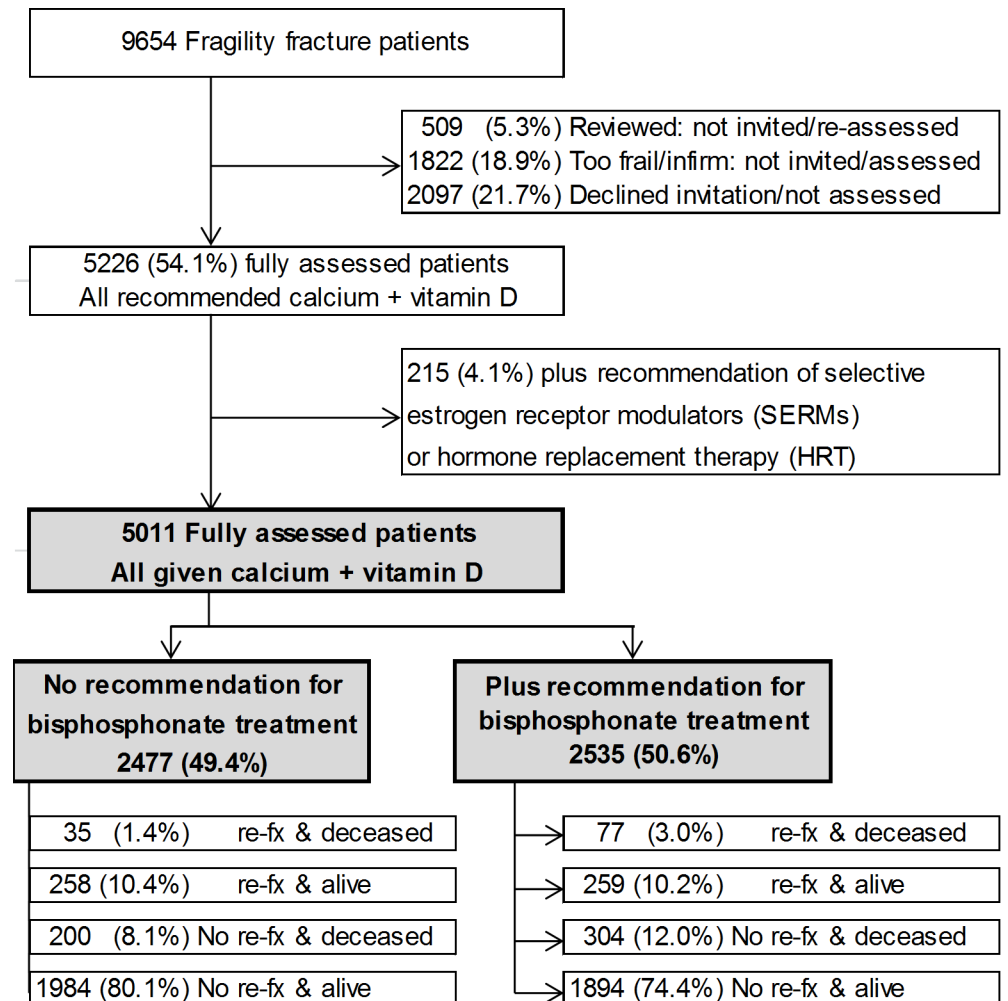 9654 Fragility fracture patients
509 (5.3%) Reviewed: not invited/re-assessed
1822 (18.9%) Too frail/infirm: not invited/assessed
2097 (21.7%) Declined invitation/not assessed
5226 (54.1%) fully assessed patients
All recommended calcium + vitamin D
215 (4.1%) plus recommendation of selective
estrogen receptor modulators (SERMs)
or hormone replacement therapy (HRT)
5011 Fully assessed patients
All given calcium + vitamin D
No recommendation for
bisphosphonate treatment
2477 (49.4%)
Plus recommendation for
bisphosphonate treatment
2535 (50.6%)
35 (1.4%) re-fx & deceased
258 (10.4%) re-fx & alive
200 (8.1%) No re-fx & deceased
1984 (80.1%) No re-fx & alive
77 (3.0%) re-fx & deceased
259 (10.2%) re-fx & alive
304 (12.0%) No re-fx & deceased
1894 (74.4%) No re-fx & alive